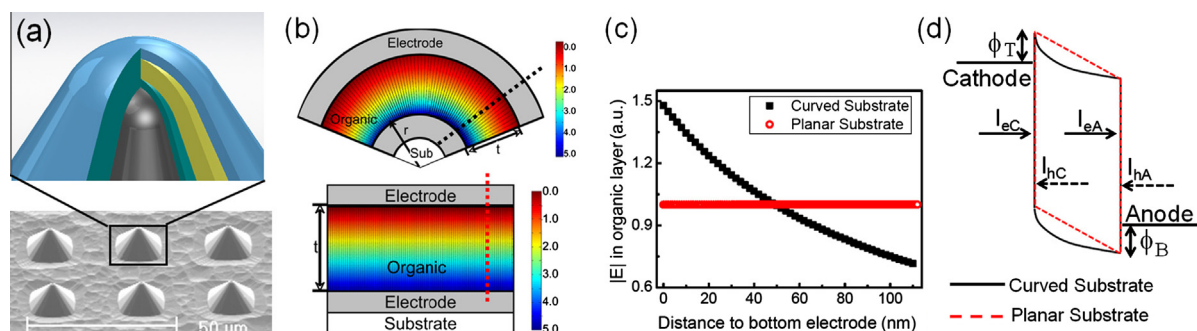 (a)
50 μm
(b)
Electrode
Organic
r
Sub
t
0.0
1.0
2.0
3.0
4.0
5.0
Electrode
t
Organic
Electrode
Substrate
0.0
1.0
2.0
3.0
4.0
5.0
(c)
|E| in organic layer (a.u.)
1.5
1.2
0.9
0.6
Curved Substrate
Planar Substrate
0 20 40 60 80 100
Distance to bottom electrode (nm)
(d)
ϕT
Cathode
IeC
IeA
IhC
IhA
Anode
ϕB
Curved Substrate
Planar Substrate